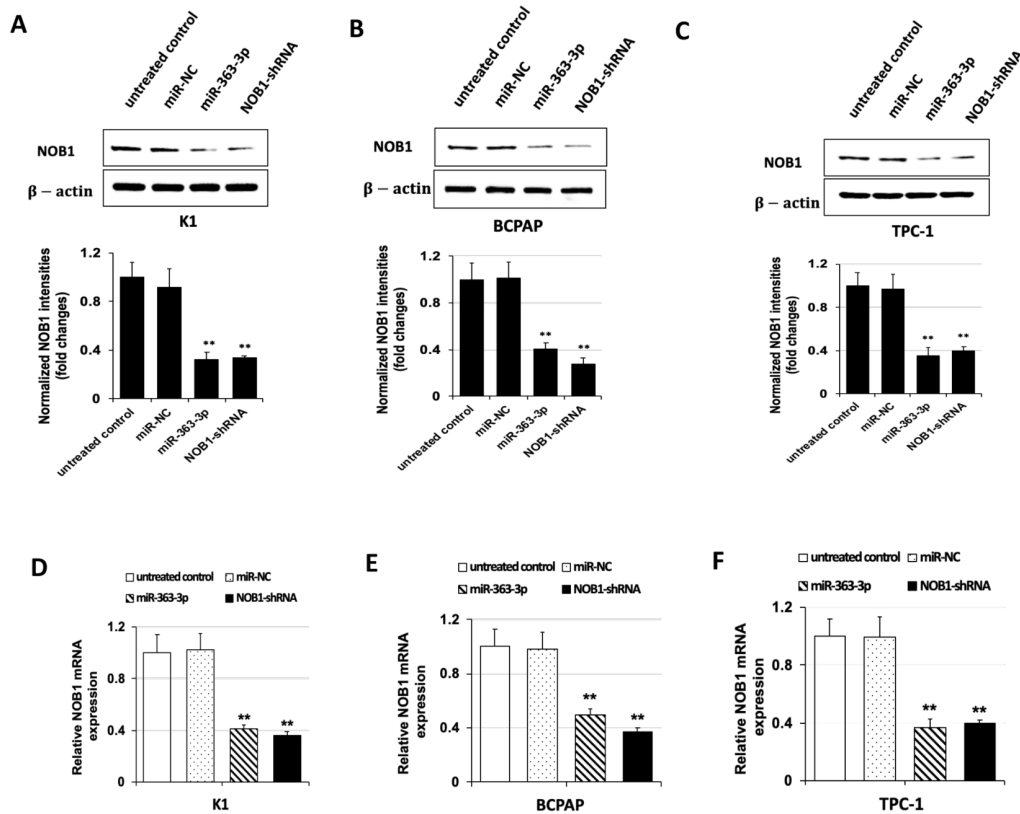 A
untreated control
miR-NC
miR-363-3p
NOB1-shRNA
NOB1
β − actin
K1
Normalized NOB1 intensities
(fold changes)
1.2
0.8
0.4
0
untreated control
miR-NC
miR-363-3p
NOB1-shRNA
**
**
B
untreated control
miR-NC
miR-363-3p
NOB1-shRNA
NOB1
β − actin
BCPAP
Normalized NOB1 intensities
(fold changes)
1.2
0.8
0.4
0
untreated control
miR-NC
miR-363-3p
NOB1-shRNA
**
**
C
untreated control
miR-NC
miR-363-3p
NOB1-shRNA
NOB1
β − actin
TPC-1
Normalized NOB1 intensities
(fold changes)
1.2
0.8
0.4
0
untreated control
miR-NC
miR-363-3p
NOB1-shRNA
**
**
D
untreated control
miR-NC
miR-363-3p
NOB1-shRNA
Relative NOB1 mRNA
expression
1.2
0.8
0.4
0
**
**
K1
E
untreated control
miR-NC
miR-363-3p
NOB1-shRNA
Relative NOB1 mRNA
expression
1.2
0.8
0.4
0
**
**
BCPAP
F
untreated control
miR-NC
miR-363-3p
NOB1-shRNA
Relative NOB1 mRNA
expression
1.2
0.8
0.4
0
**
**
TPC-1